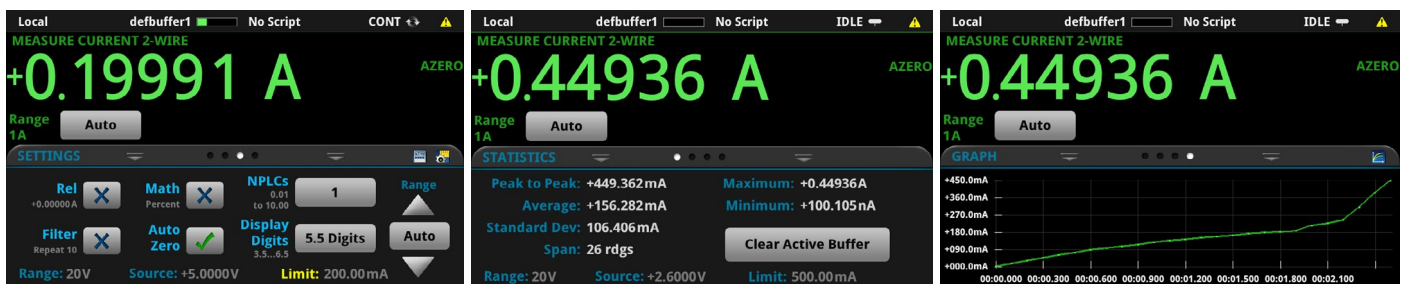 Local defbuffer1 No Script CONT
MEASURE CURRENT 2-WIRE
+0.19991 A
AZERO
Range
1A
Auto
SETTINGS
Rel
+0.00000 A
Math
Percent
NPLCs
0.01
to 10.00
1
Range
Filter
Repeat 10
Auto
Zero
Display
Digits
3.5...6.5
5.5 Digits
Auto
Range: 20V Source: +5.0000V Limit: 200.00mA
Local defbuffer1 No Script IDLE
MEASURE CURRENT 2-WIRE
+0.44936 A
AZERO
Range
1A
Auto
STATISTICS
Peak to Peak: +449.362mA Maximum: +0.44936A
Average: +156.282mA Minimum: +100.105nA
Standard Dev: 106.406mA
Span: 26 rdgs
Clear Active Buffer
Range: 20V Source: +2.6000V Limit: 500.00mA
Local defbuffer1 No Script IDLE
MEASURE CURRENT 2-WIRE
+0.44936 A
AZERO
Range
1A
Auto
GRAPH
+450.0mA
+360.0mA
+270.0mA
+180.0mA
+090.0mA
+000.0mA
00:00.000 00:00.300 00:00.600 00:00.900 00:01.200 00:01.500 00:01.800 00:02.100